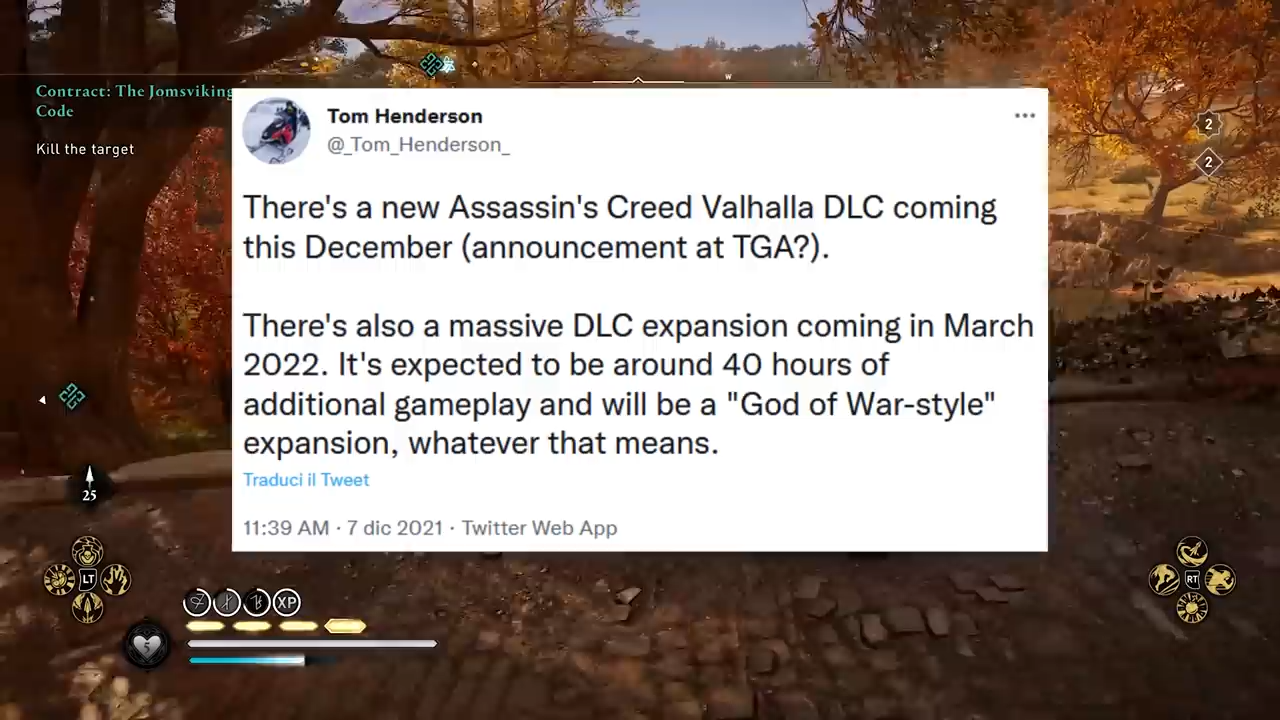 Contract: The Jomsviking
Code
Kill the target
W
2
2
Tom Henderson
@_Tom_Henderson_
There's a new Assassin's Creed Valhalla DLC coming
this December (announcement at TGA?).
There's also a massive DLC expansion coming in March
2022. It's expected to be around 40 hours of
additional gameplay and will be a "God of War-style"
expansion, whatever that means.
Traduci il Tweet
11:39 AM · 7 dic 2021 · Twitter Web App
25
LT
RT
XP
5